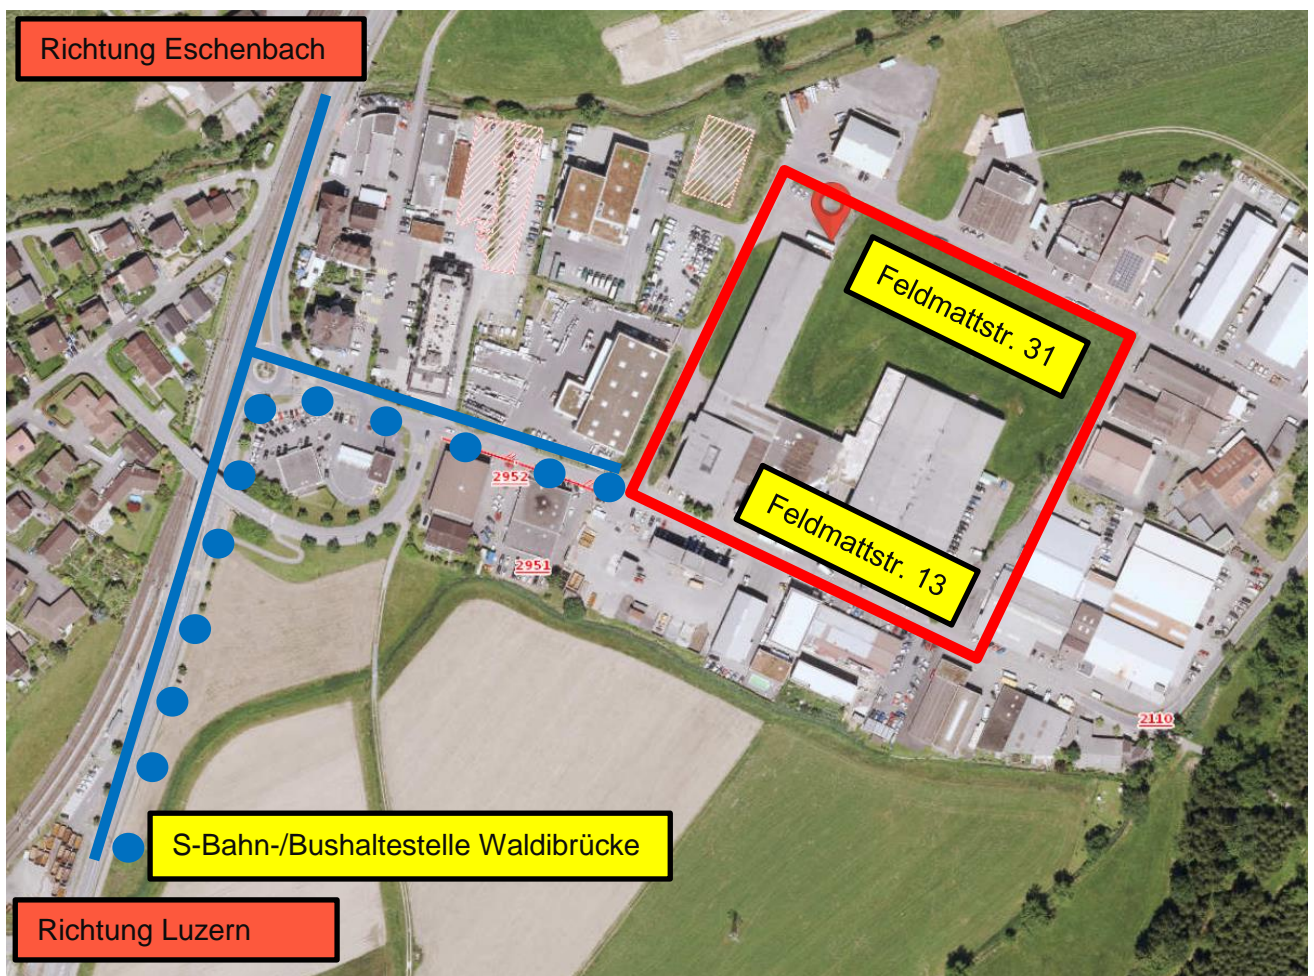 Richtung Eschenbach
Feldmattstr. 31
2952
Feldmattstr. 13
2951
2110
S-Bahn-/Bushaltestelle Waldibrücke
Richtung Luzern